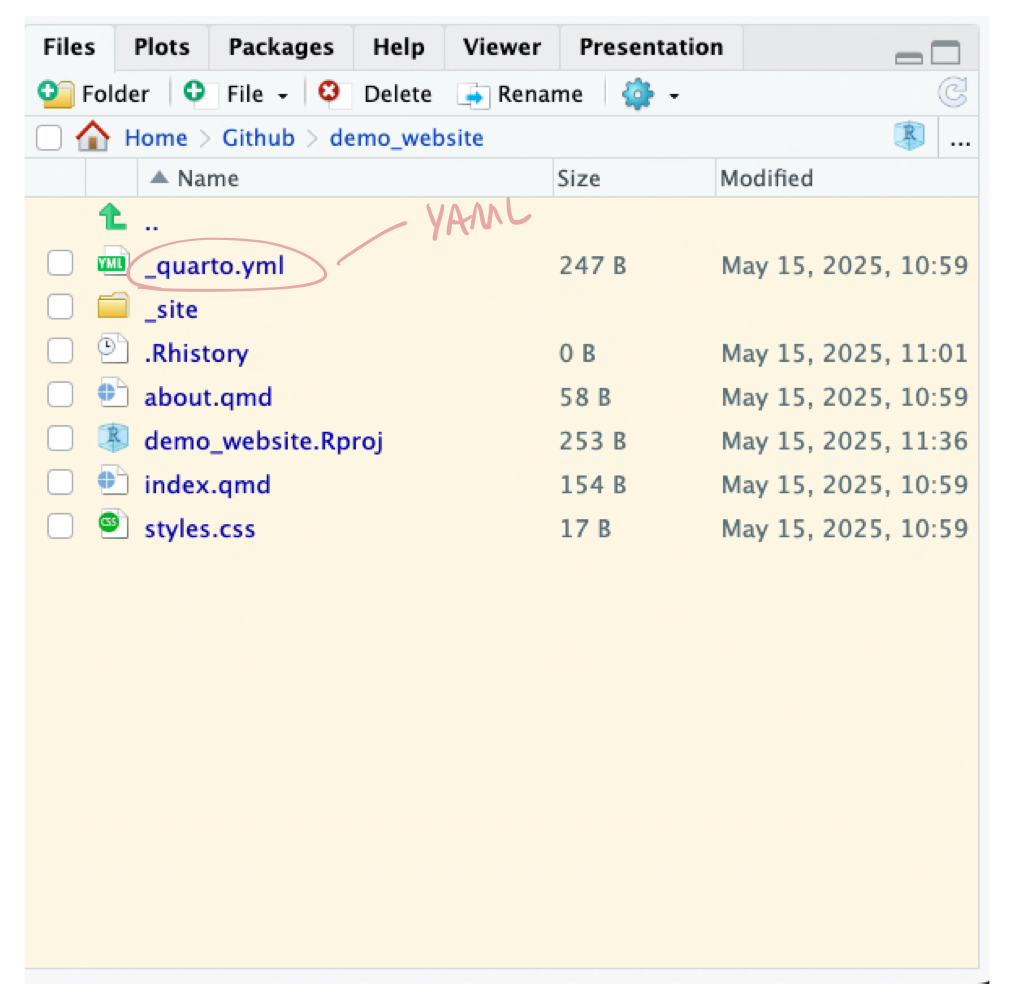 Files Plots Packages Help Viewer Presentation
Folder File Delete Rename
Home > Github > demo_website R ...
Name Size Modified
..
YAML
YML _quarto.yml 247 B May 15, 2025, 10:59
_site
.Rhistory 0 B May 15, 2025, 11:01
about.qmd 58 B May 15, 2025, 10:59
R demo_website.Rproj 253 B May 15, 2025, 11:36
index.qmd 154 B May 15, 2025, 10:59
CSS styles.css 17 B May 15, 2025, 10:59